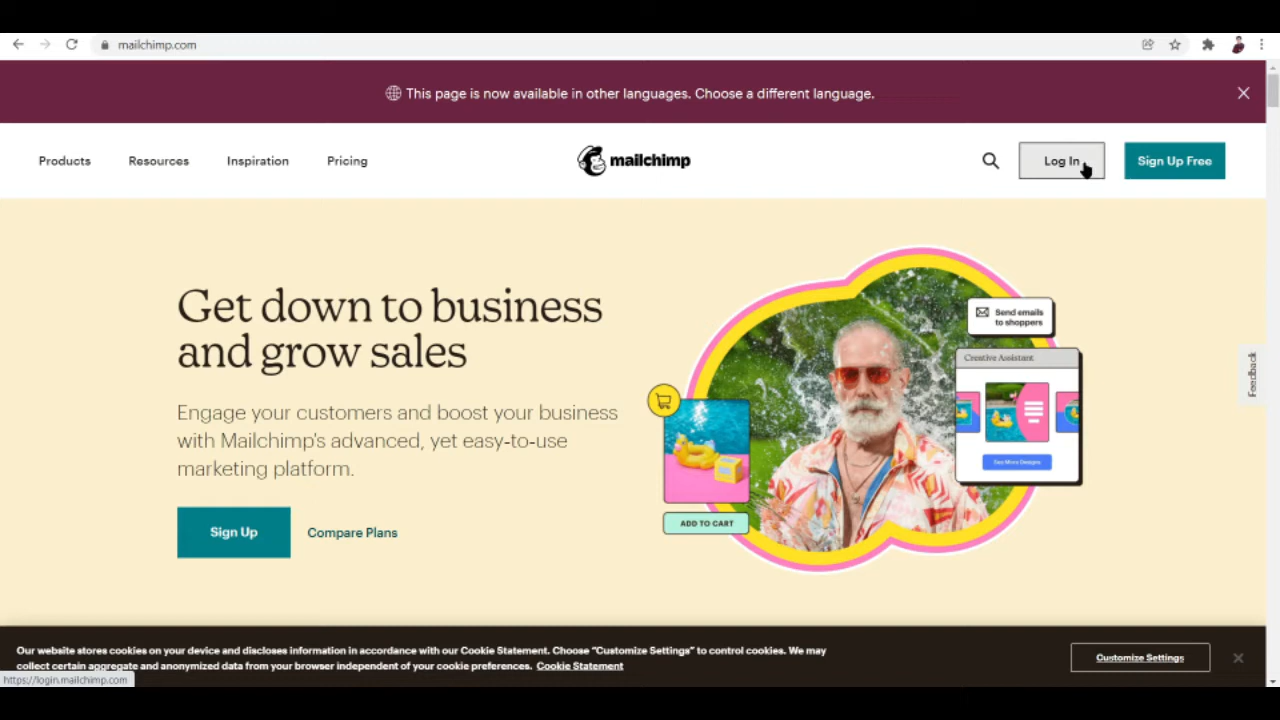 mailchimp.com
This page is now available in other languages. Choose a different language.
Products
Resources
Inspiration
Pricing
mailchimp
Log In
Sign Up Free
Get down to business
and grow sales
Engage your customers and boost your business
with Mailchimp's advanced, yet easy-to-use
marketing platform.
Sign Up
Compare Plans
Send emails
to shoppers
Creative Assistant
See More Designs
ADD TO CART
Feedback
Our website stores cookies on your device and discloses information in accordance with our Cookie Statement. Choose "Customize Settings" to control cookies. We may
collect certain aggregate and anonymized data from your browser independent of your cookie preferences. Cookie Statement
Customize Settings
https://login.mailchimp.com